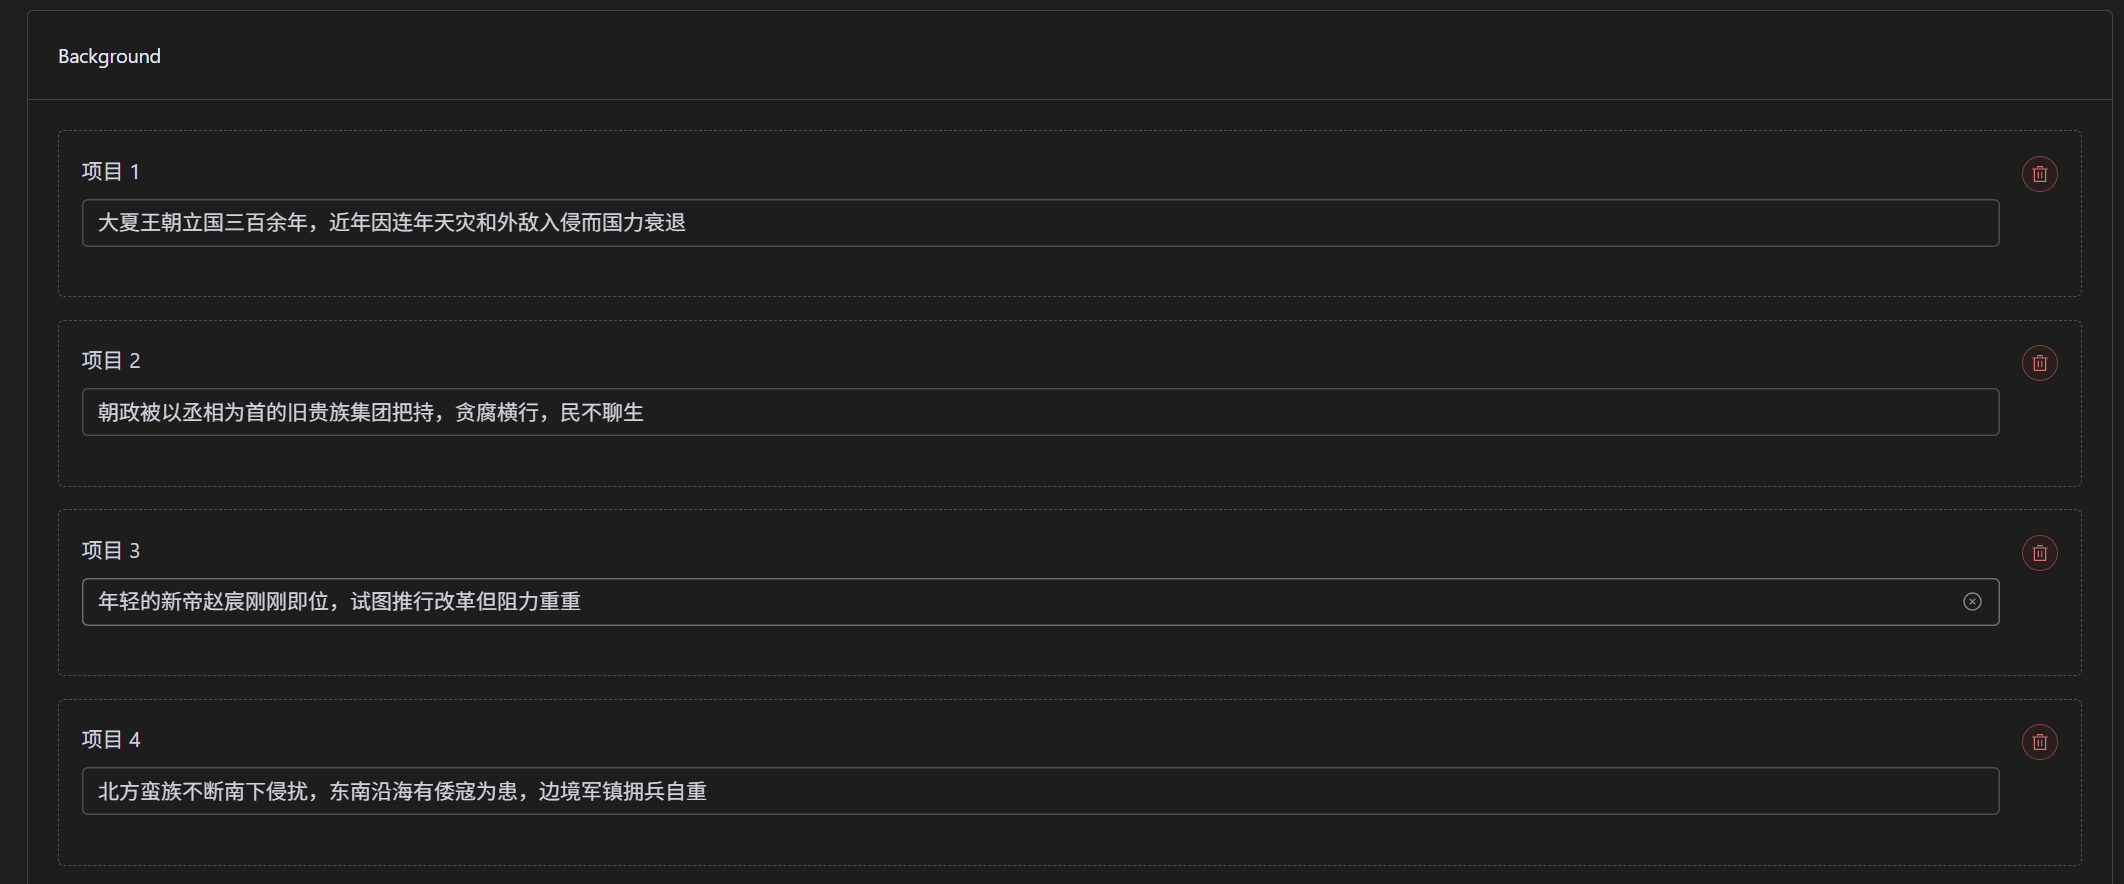 Background
项目 1
大夏王朝立国三百余年，近年因连年天灾和外敌入侵而国力衰退
项目 2
朝政被以丞相为首的旧贵族集团把持，贪腐横行，民不聊生
项目 3
年轻的新帝赵宸刚刚即位，试图推行改革但阻力重重
项目 4
北方蛮族不断南下侵扰，东南沿海有倭寇为患，边境军镇拥兵自重